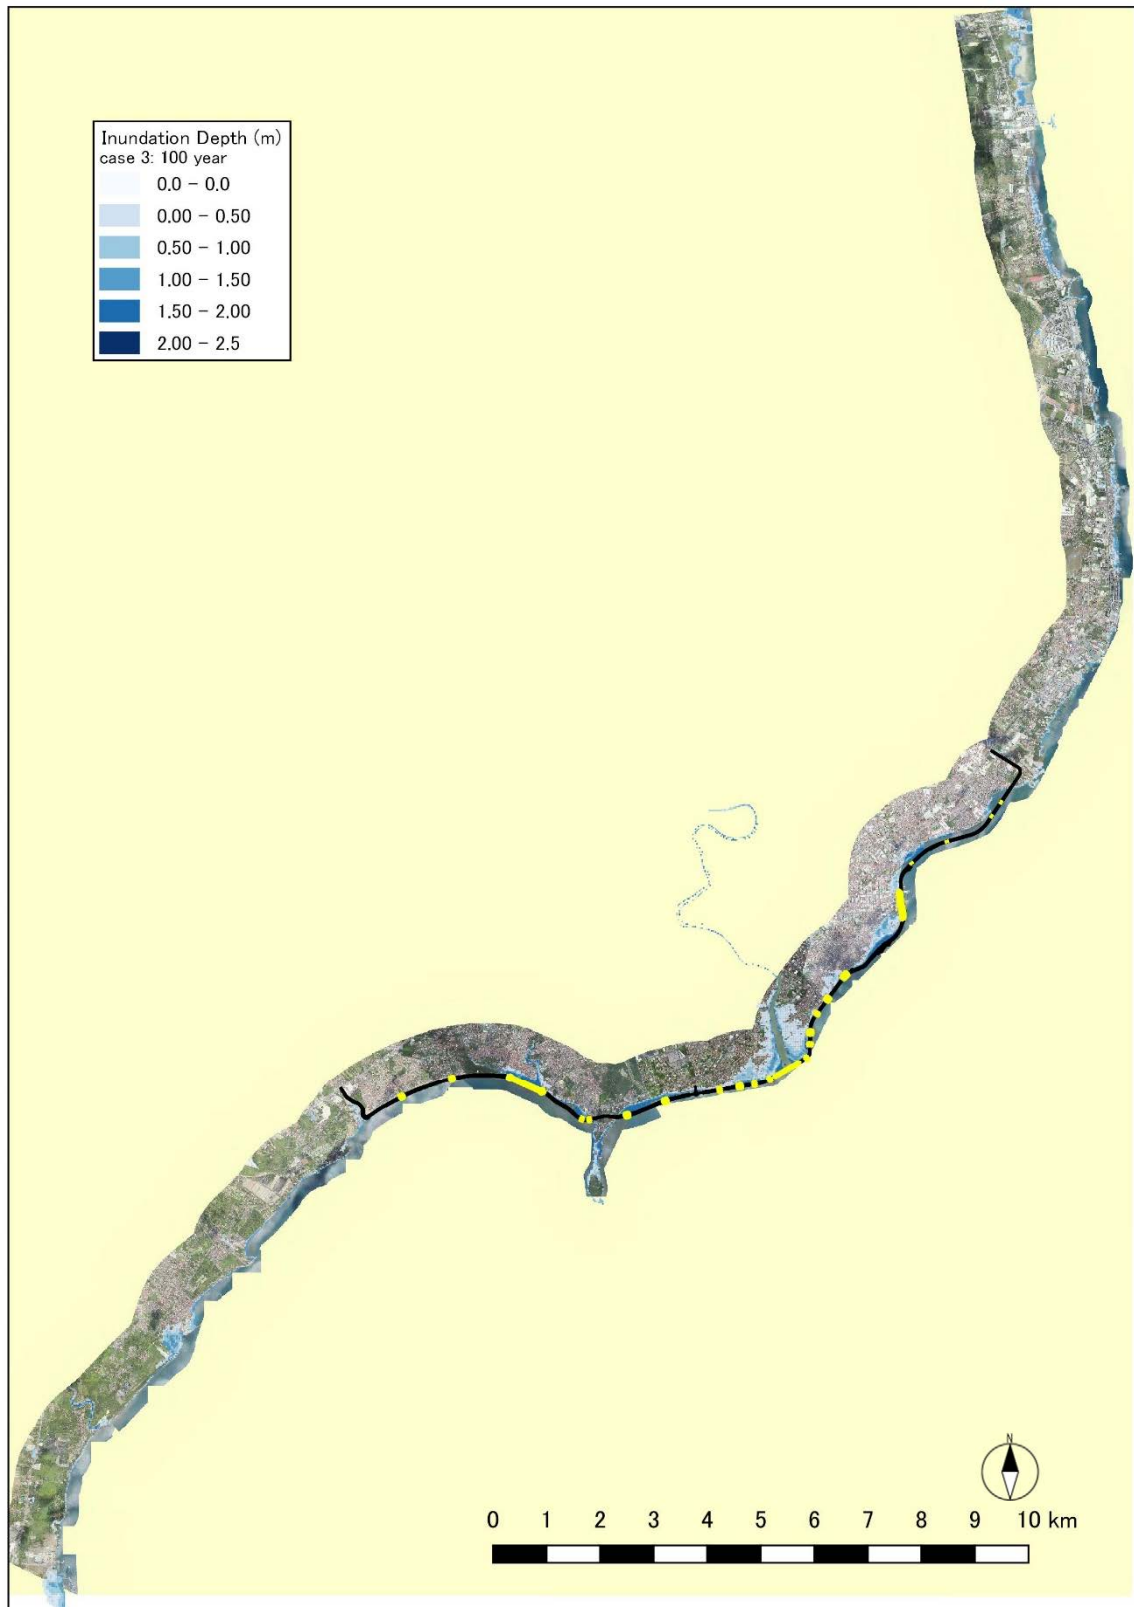 Inundation Depth (m)
case 3: 100 year
0.0 – 0.0
0.00 – 0.50
0.50 – 1.00
1.00 – 1.50
1.50 – 2.00
2.00 – 2.5
N
0 1 2 3 4 5 6 7 8 9 10 km